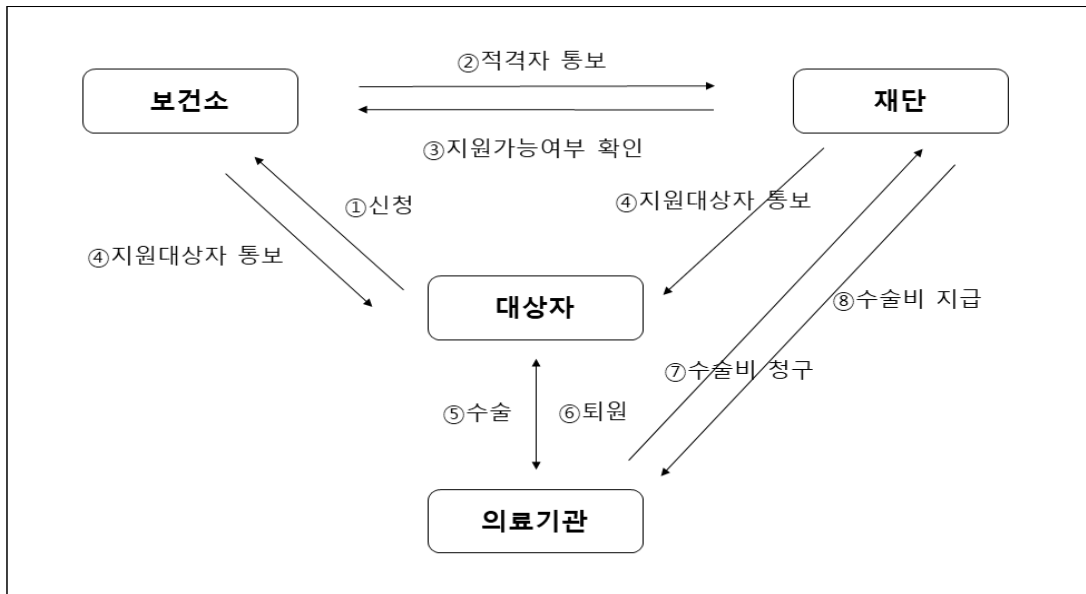 ②적격자 통보
보건소
재단
③지원가능여부 확인
①신청
④지원대상자 통보
④지원대상자 통보
대상자
⑧수술비 지급
⑦수술비 청구
⑤수술
⑥퇴원
의료기관